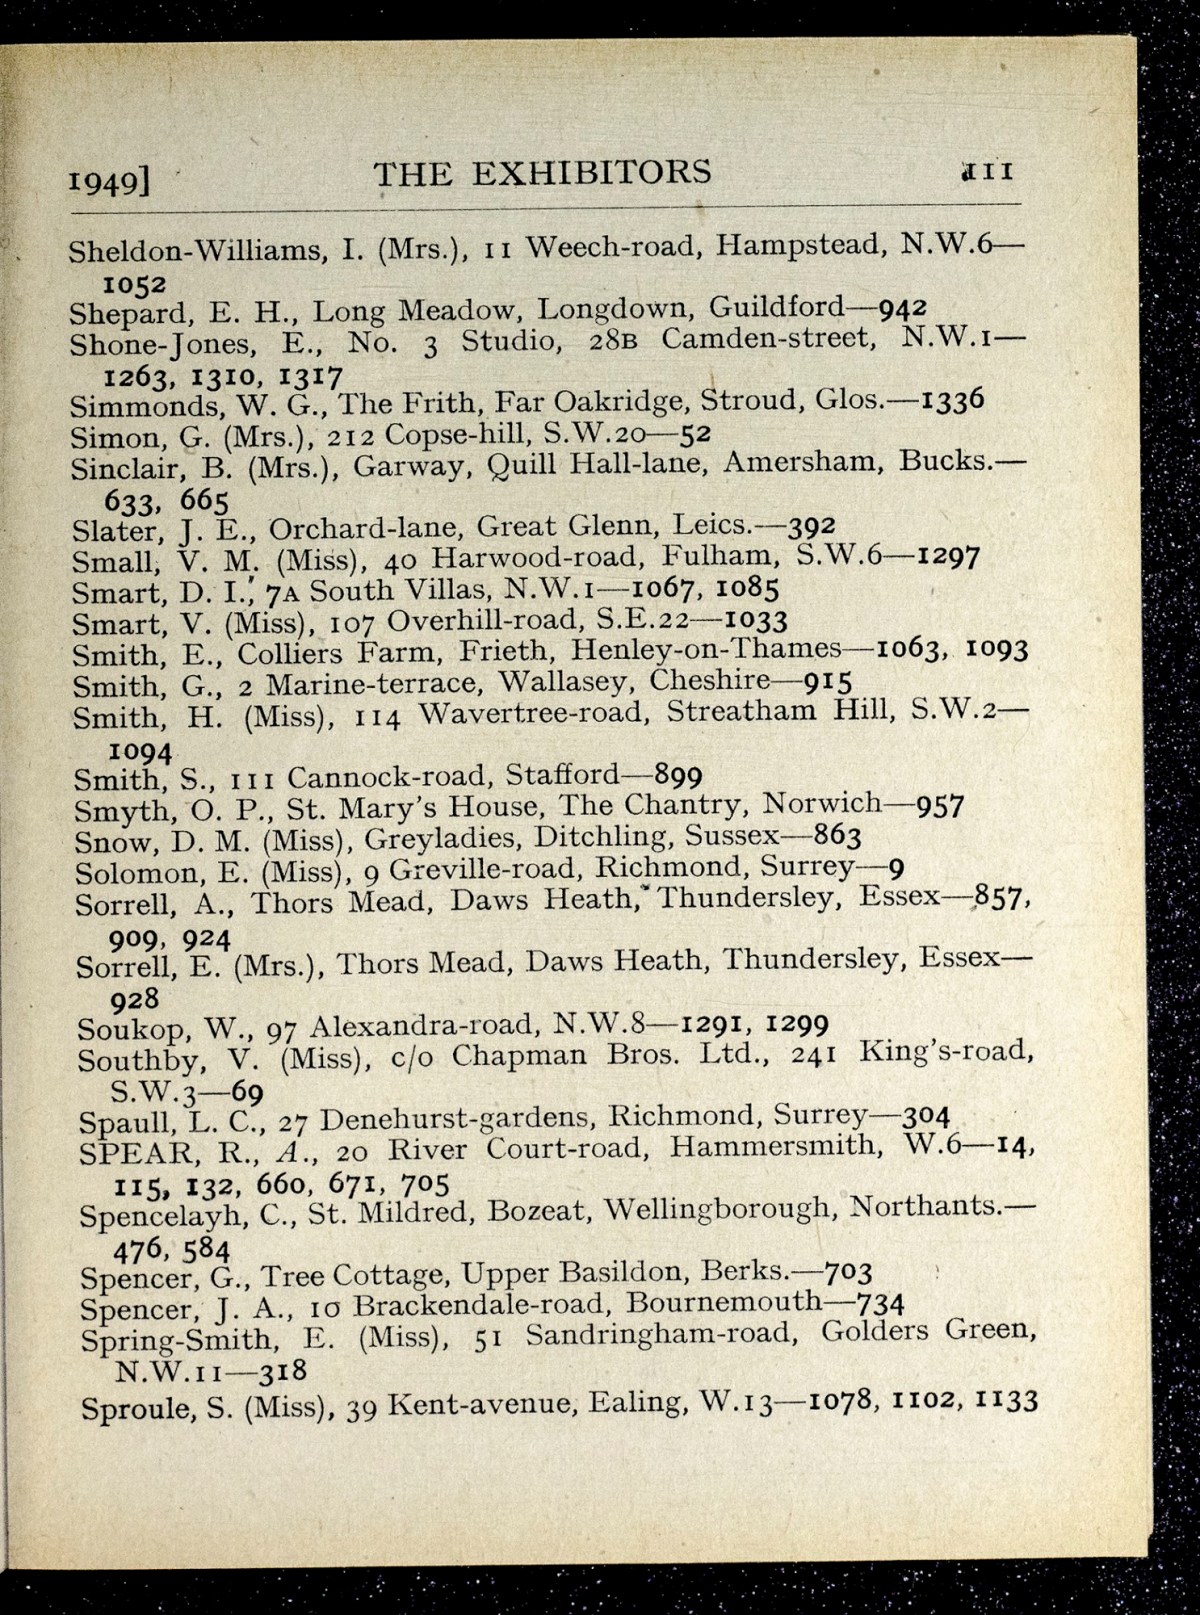 1949] THE EXHIBITORS 111
Sheldon-Williams, I. (Mrs.), 11 Weech-road, Hampstead, N.W.6—
1052
Shepard, E. H., Long Meadow, Longdown, Guildford—942
Shone-Jones, E., No. 3 Studio, 28B Camden-street, N.W.1—
1263, 1310, 1317
Simmonds, W. G., The Frith, Far Oakridge, Stroud, Glos.—1336
Simon, G. (Mrs.), 212 Copse-hill, S.W.20—52
Sinclair, B. (Mrs.), Garway, Quill Hall-lane, Amersham, Bucks.—
633, 665
Slater, J. E., Orchard-lane, Great Glenn, Leics.—392
Small, V. M. (Miss), 40 Harwood-road, Fulham, S.W.6—1297
Smart, D. I., 7A South Villas, N.W.1—1067, 1085
Smart, V. (Miss), 107 Overhill-road, S.E.22—1033
Smith, E., Colliers Farm, Frieth, Henley-on-Thames—1063, 1093
Smith, G., 2 Marine-terrace, Wallasey, Cheshire—915
Smith, H. (Miss), 114 Wavertree-road, Streatham Hill, S.W.2—
1094
Smith, S., 111 Cannock-road, Stafford—899
Smyth, O. P., St. Mary's House, The Chantry, Norwich—957
Snow, D. M. (Miss), Greyladies, Ditchling, Sussex—863
Solomon, E. (Miss), 9 Greville-road, Richmond, Surrey—9
Sorrell, A., Thors Mead, Daws Heath, Thundersley, Essex—857,
909, 924
Sorrell, E. (Mrs.), Thors Mead, Daws Heath, Thundersley, Essex—
928
Soukop, W., 97 Alexandra-road, N.W.8—1291, 1299
Southby, V. (Miss), c/o Chapman Bros. Ltd., 241 King's-road,
S.W.3—69
Spaull, L. C., 27 Denehurst-gardens, Richmond, Surrey—304
SPEAR, R., A., 20 River Court-road, Hammersmith, W.6—14,
115, 132, 660, 671, 705
Spencelayh, C., St. Mildred, Bozeat, Wellingborough, Northants.—
476, 584
Spencer, G., Tree Cottage, Upper Basildon, Berks.—703
Spencer, J. A., 10 Brackendale-road, Bournemouth—734
Spring-Smith, E. (Miss), 51 Sandringham-road, Golders Green,
N.W.11—318
Sproule, S. (Miss), 39 Kent-avenue, Ealing, W.13—1078, 1102, 1133